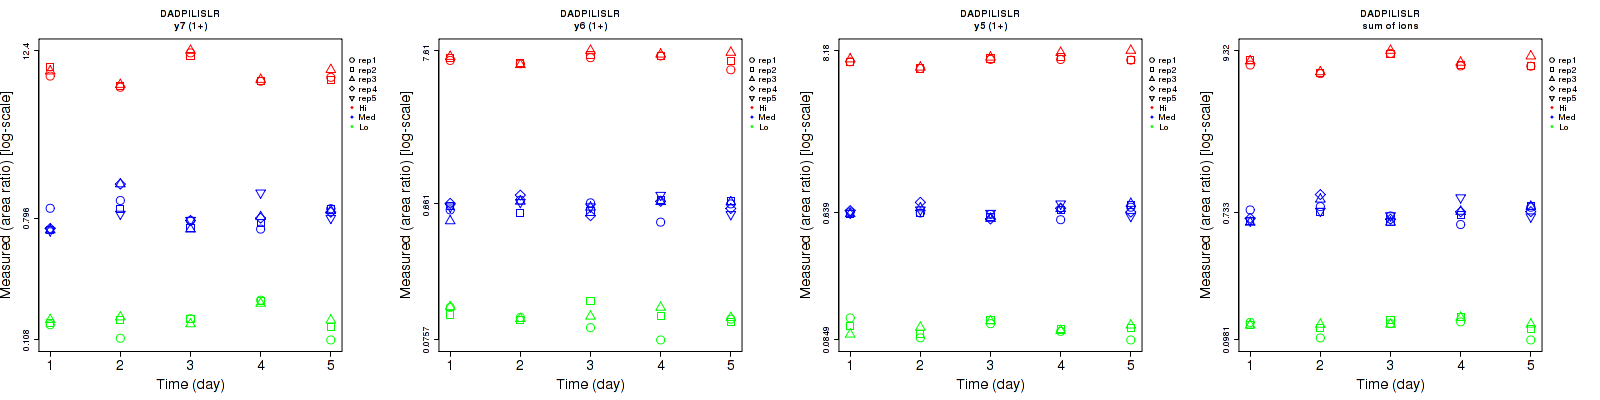 DADPILISLR
y7 (1+)
Measured (area ratio) [log-scale]
12.4
0.796
0.108
1 2 3 4 5
Time (day)
rep1
rep2
rep3
rep4
rep5
Hi
Med
Lo
DADPILISLR
y6 (1+)
Measured (area ratio) [log-scale]
7.61
0.661
0.0757
1 2 3 4 5
Time (day)
rep1
rep2
rep3
rep4
rep5
Hi
Med
Lo
DADPILISLR
y5 (1+)
Measured (area ratio) [log-scale]
8.18
0.0849
1 2 3 4 5
Time (day)
rep1
rep2
rep3
rep4
rep5
Hi
Med
Lo
DADPILISLR
sum of ions
Measured (area ratio) [log-scale]
9.32
0.733
0.0981
1 2 3 4 5
Time (day)
rep1
rep2
rep3
rep4
rep5
Hi
Med
Lo